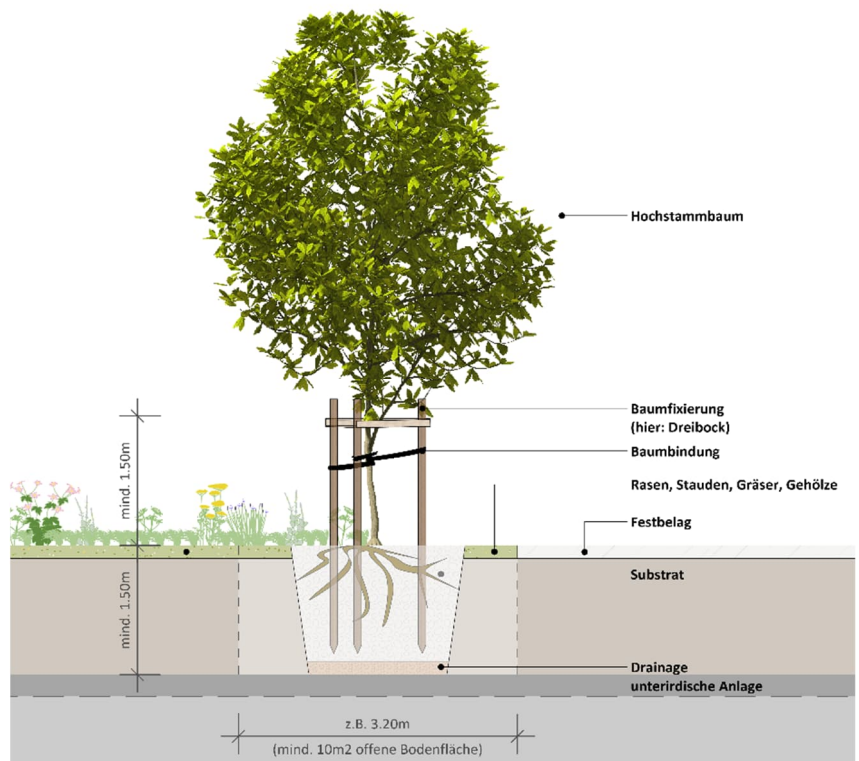 Hochstammbaum
Baumfixierung
(hier: Dreibock)
Baumbindung
Rasen, Stauden, Gräser, Gehölze
Festbelag
Substrat
Drainage
unterirdische Anlage
mind. 1.50m
mind. 1.50m
z.B. 3.20m
(mind. 10m2 offene Bodenfläche)